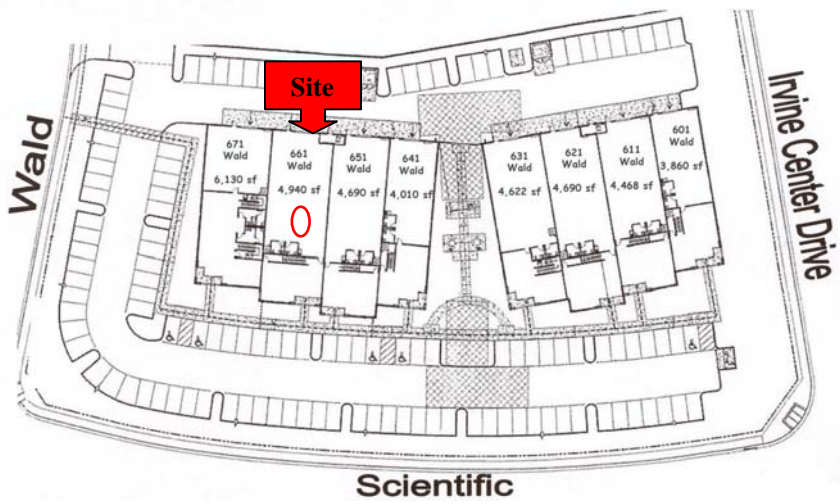 Site
Wald
Irvine Center Drive
671
Wald
6,130 sf
661
Wald
4,940 sf
651
Wald
4,690 sf
641
Wald
4,010 sf
631
Wald
4,622 sf
621
Wald
4,690 sf
611
Wald
4,468 sf
601
Wald
3,860 sf
Scientific